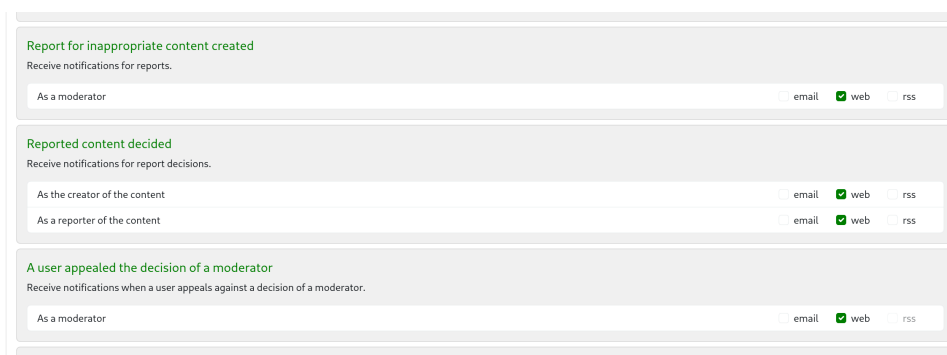 Report for inappropriate content created
Receive notifications for reports.
As a moderator email web rss
Reported content decided
Receive notifications for report decisions.
As the creator of the content email web rss
As a reporter of the content email web rss
A user appealed the decision of a moderator
Receive notifications when a user appeals against a decision of a moderator.
As a moderator email web rss